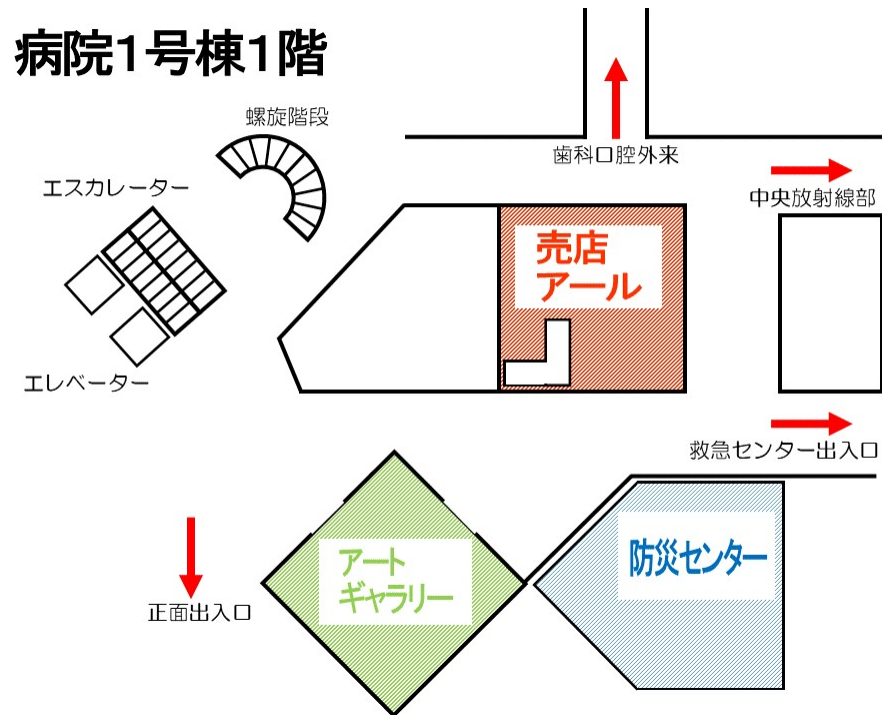 病院1号棟1階
螺旋階段
歯科口腔外来
エスカレーター
中央放射線部
売店
アール
エレベーター
救急センター出入口
アート
ギャラリー
防災センター
正面出入口